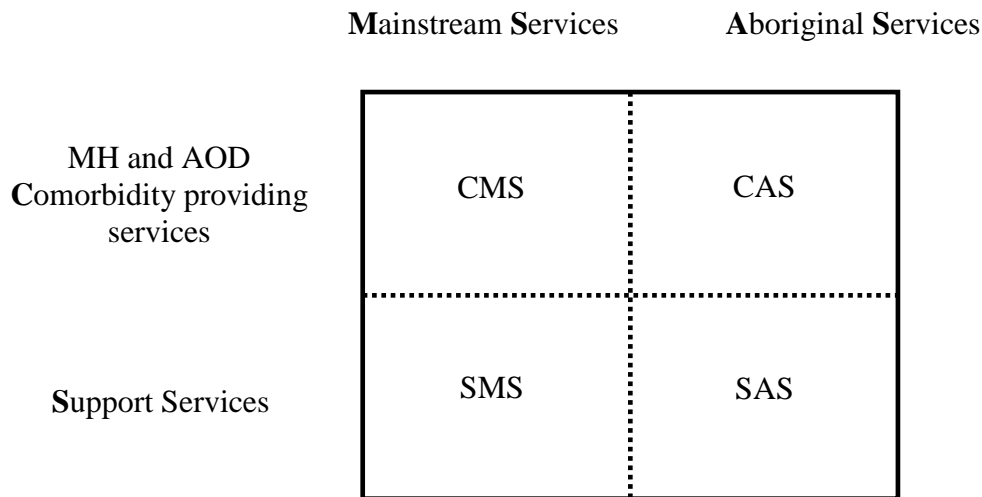 Mainstream Services Aboriginal Services
MH and AOD
Comorbidity providing
services
CMS CAS
Support Services
SMS SAS